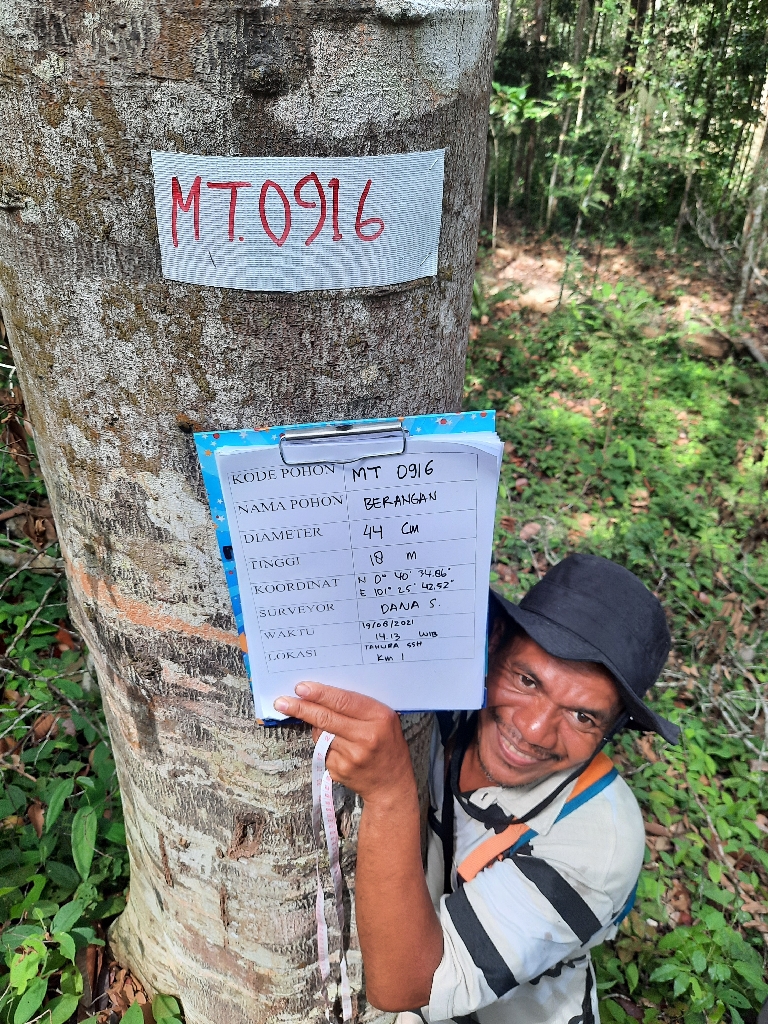 MT.0916
KODE POHON MT 0916
NAMA POHON BERANGAN
DIAMETER 44 CM
TINGGI 18 M
KOORDINAT N 0° 40' 34.86"
E 101° 25' 42.52"
SURVEYOR DANA S.
WAKTU 19/08/2021
14.13 WIB
LOKASI TAHURA SSH
KM 1